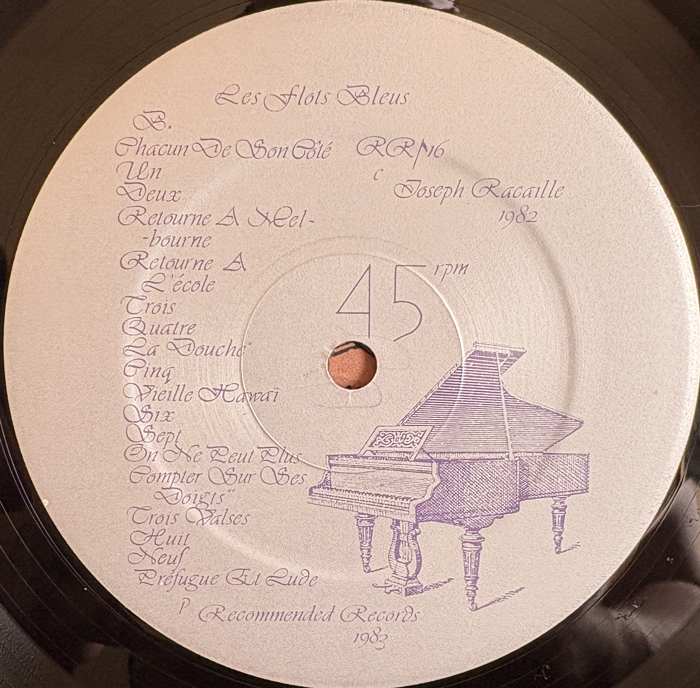 Les Flots Bleus
B.
Chacun De Son Côté
RR/16
Un
c
Deux
Joseph Racaille
1982
Retourne A Mel-
-bourne
Retourne A
L'école
45 rpm
Trois
Quatre
La Douche
Cinq
Vieille Hawaï
Six
Sept
On Ne Peut Plus
Compter Sur Ses
Doigts"
Trois Valses
Huit
Neuf
Préfugue Et Lude
P Recommended Records
1983